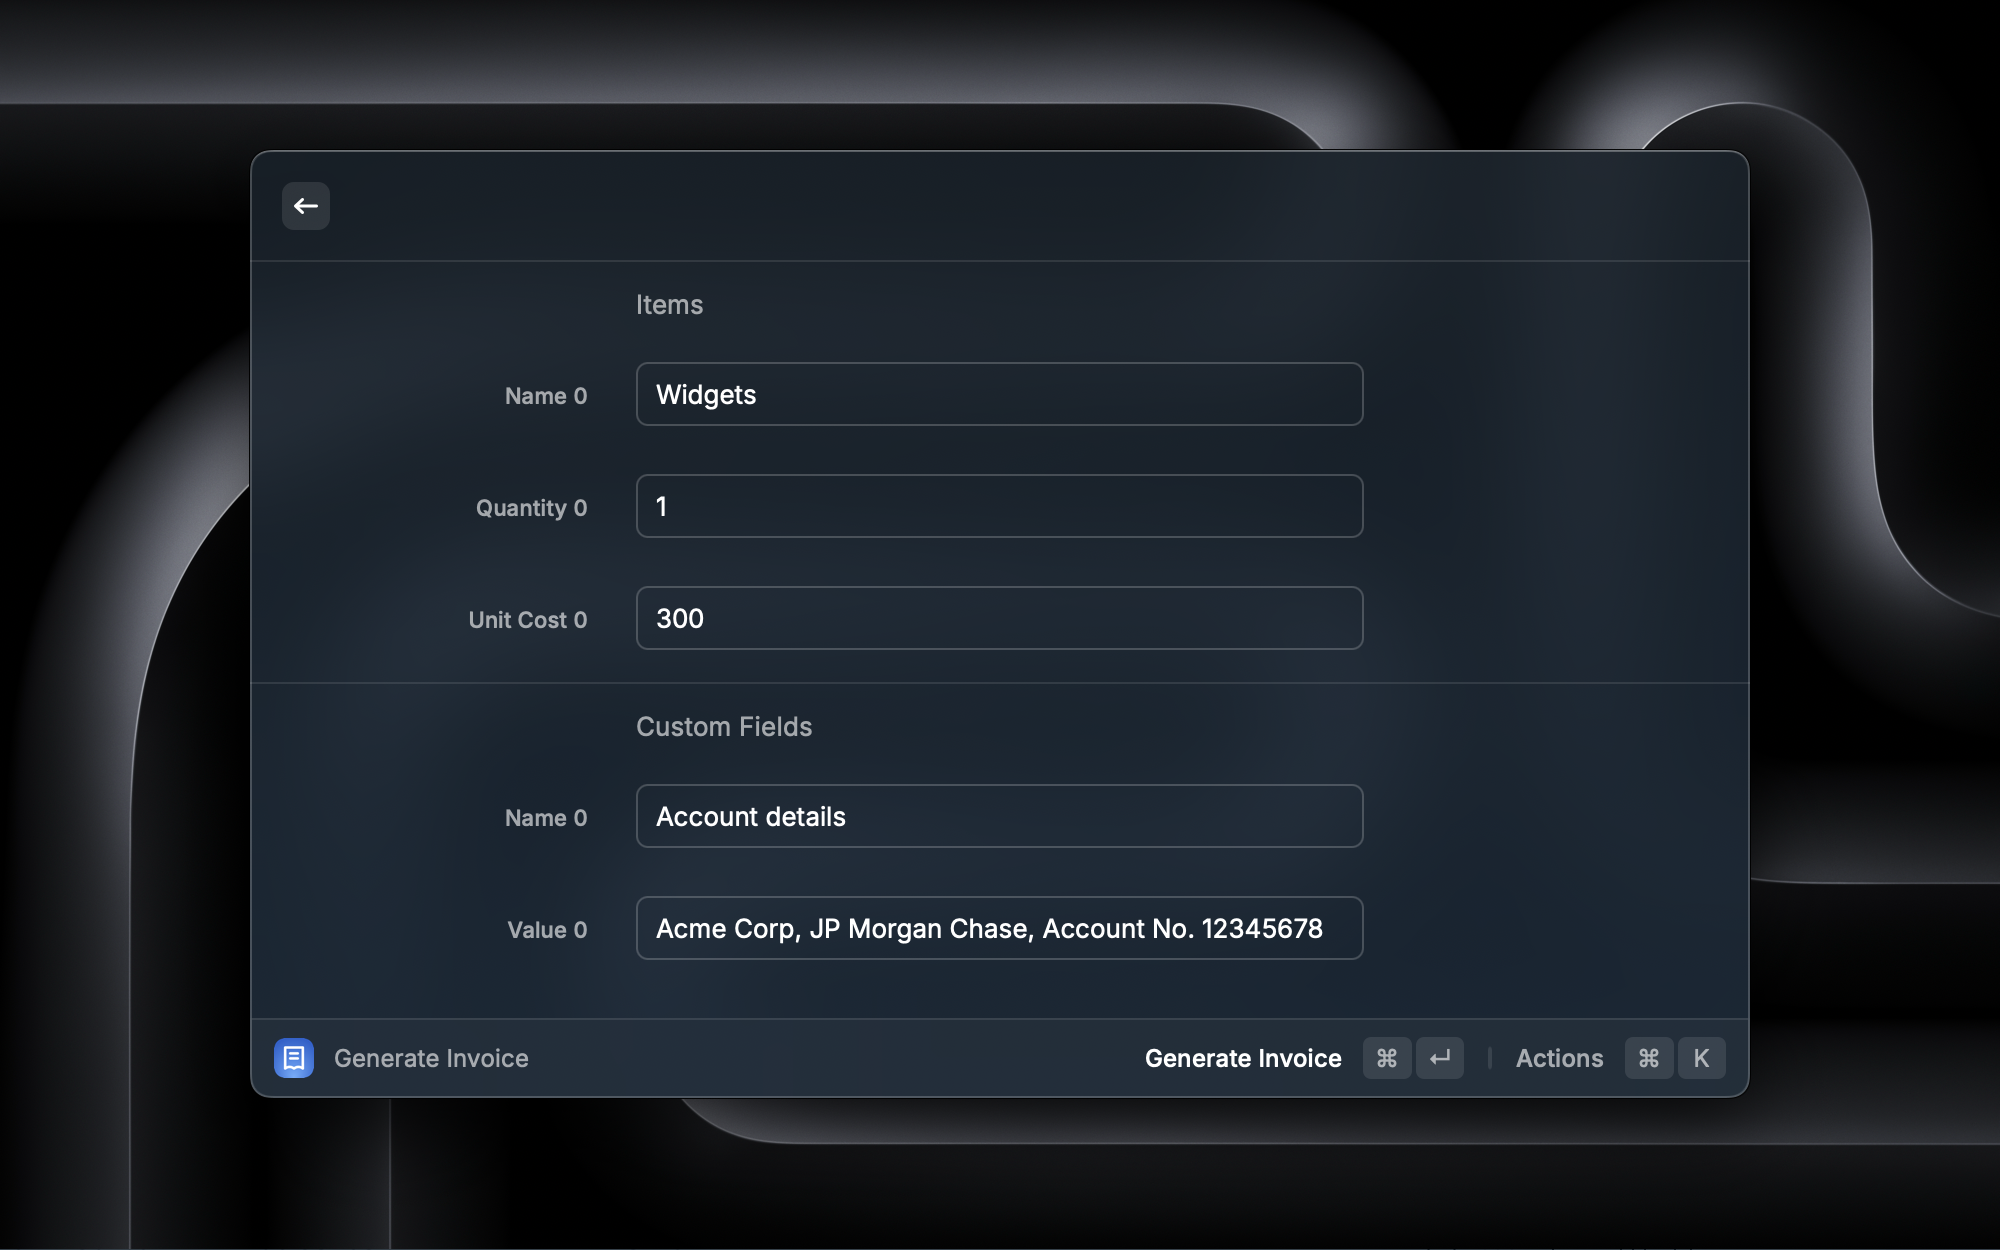 Items
Name 0
Widgets
Quantity 0
1
Unit Cost 0
300
Custom Fields
Name 0
Account details
Value 0
Acme Corp, JP Morgan Chase, Account No. 12345678
Generate Invoice
Generate Invoice ⌘ ↵ | Actions ⌘ K